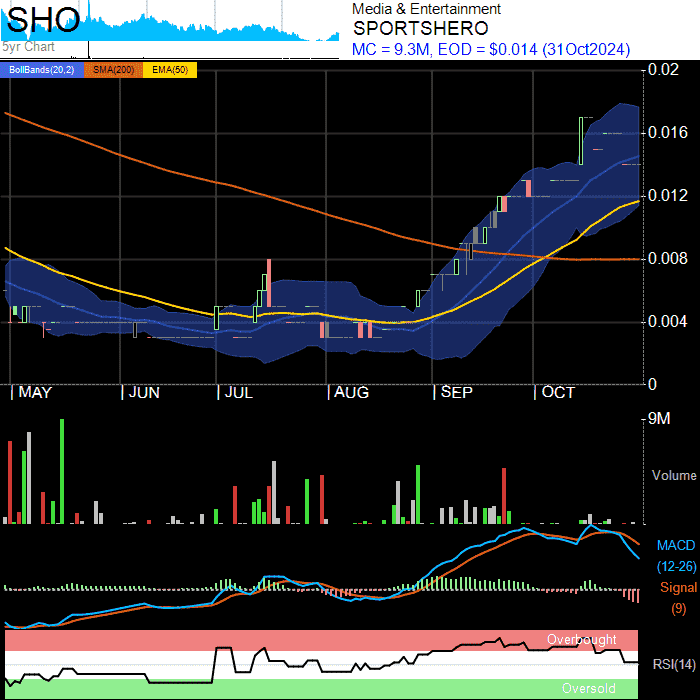 SHO
5yr Chart
Media & Entertainment
SPORTSHERO
MC = 9.3M, EOD = $0.014 (31Oct2024)
BollBands(20,2) SMA(200) EMA(50)
0.02
0.016
0.012
0.008
0.004
0
MAY JUN JUL AUG SEP OCT
9M
Volume
MACD
(12-26)
Signal
(9)
Overbought
RSI(14)
Oversold